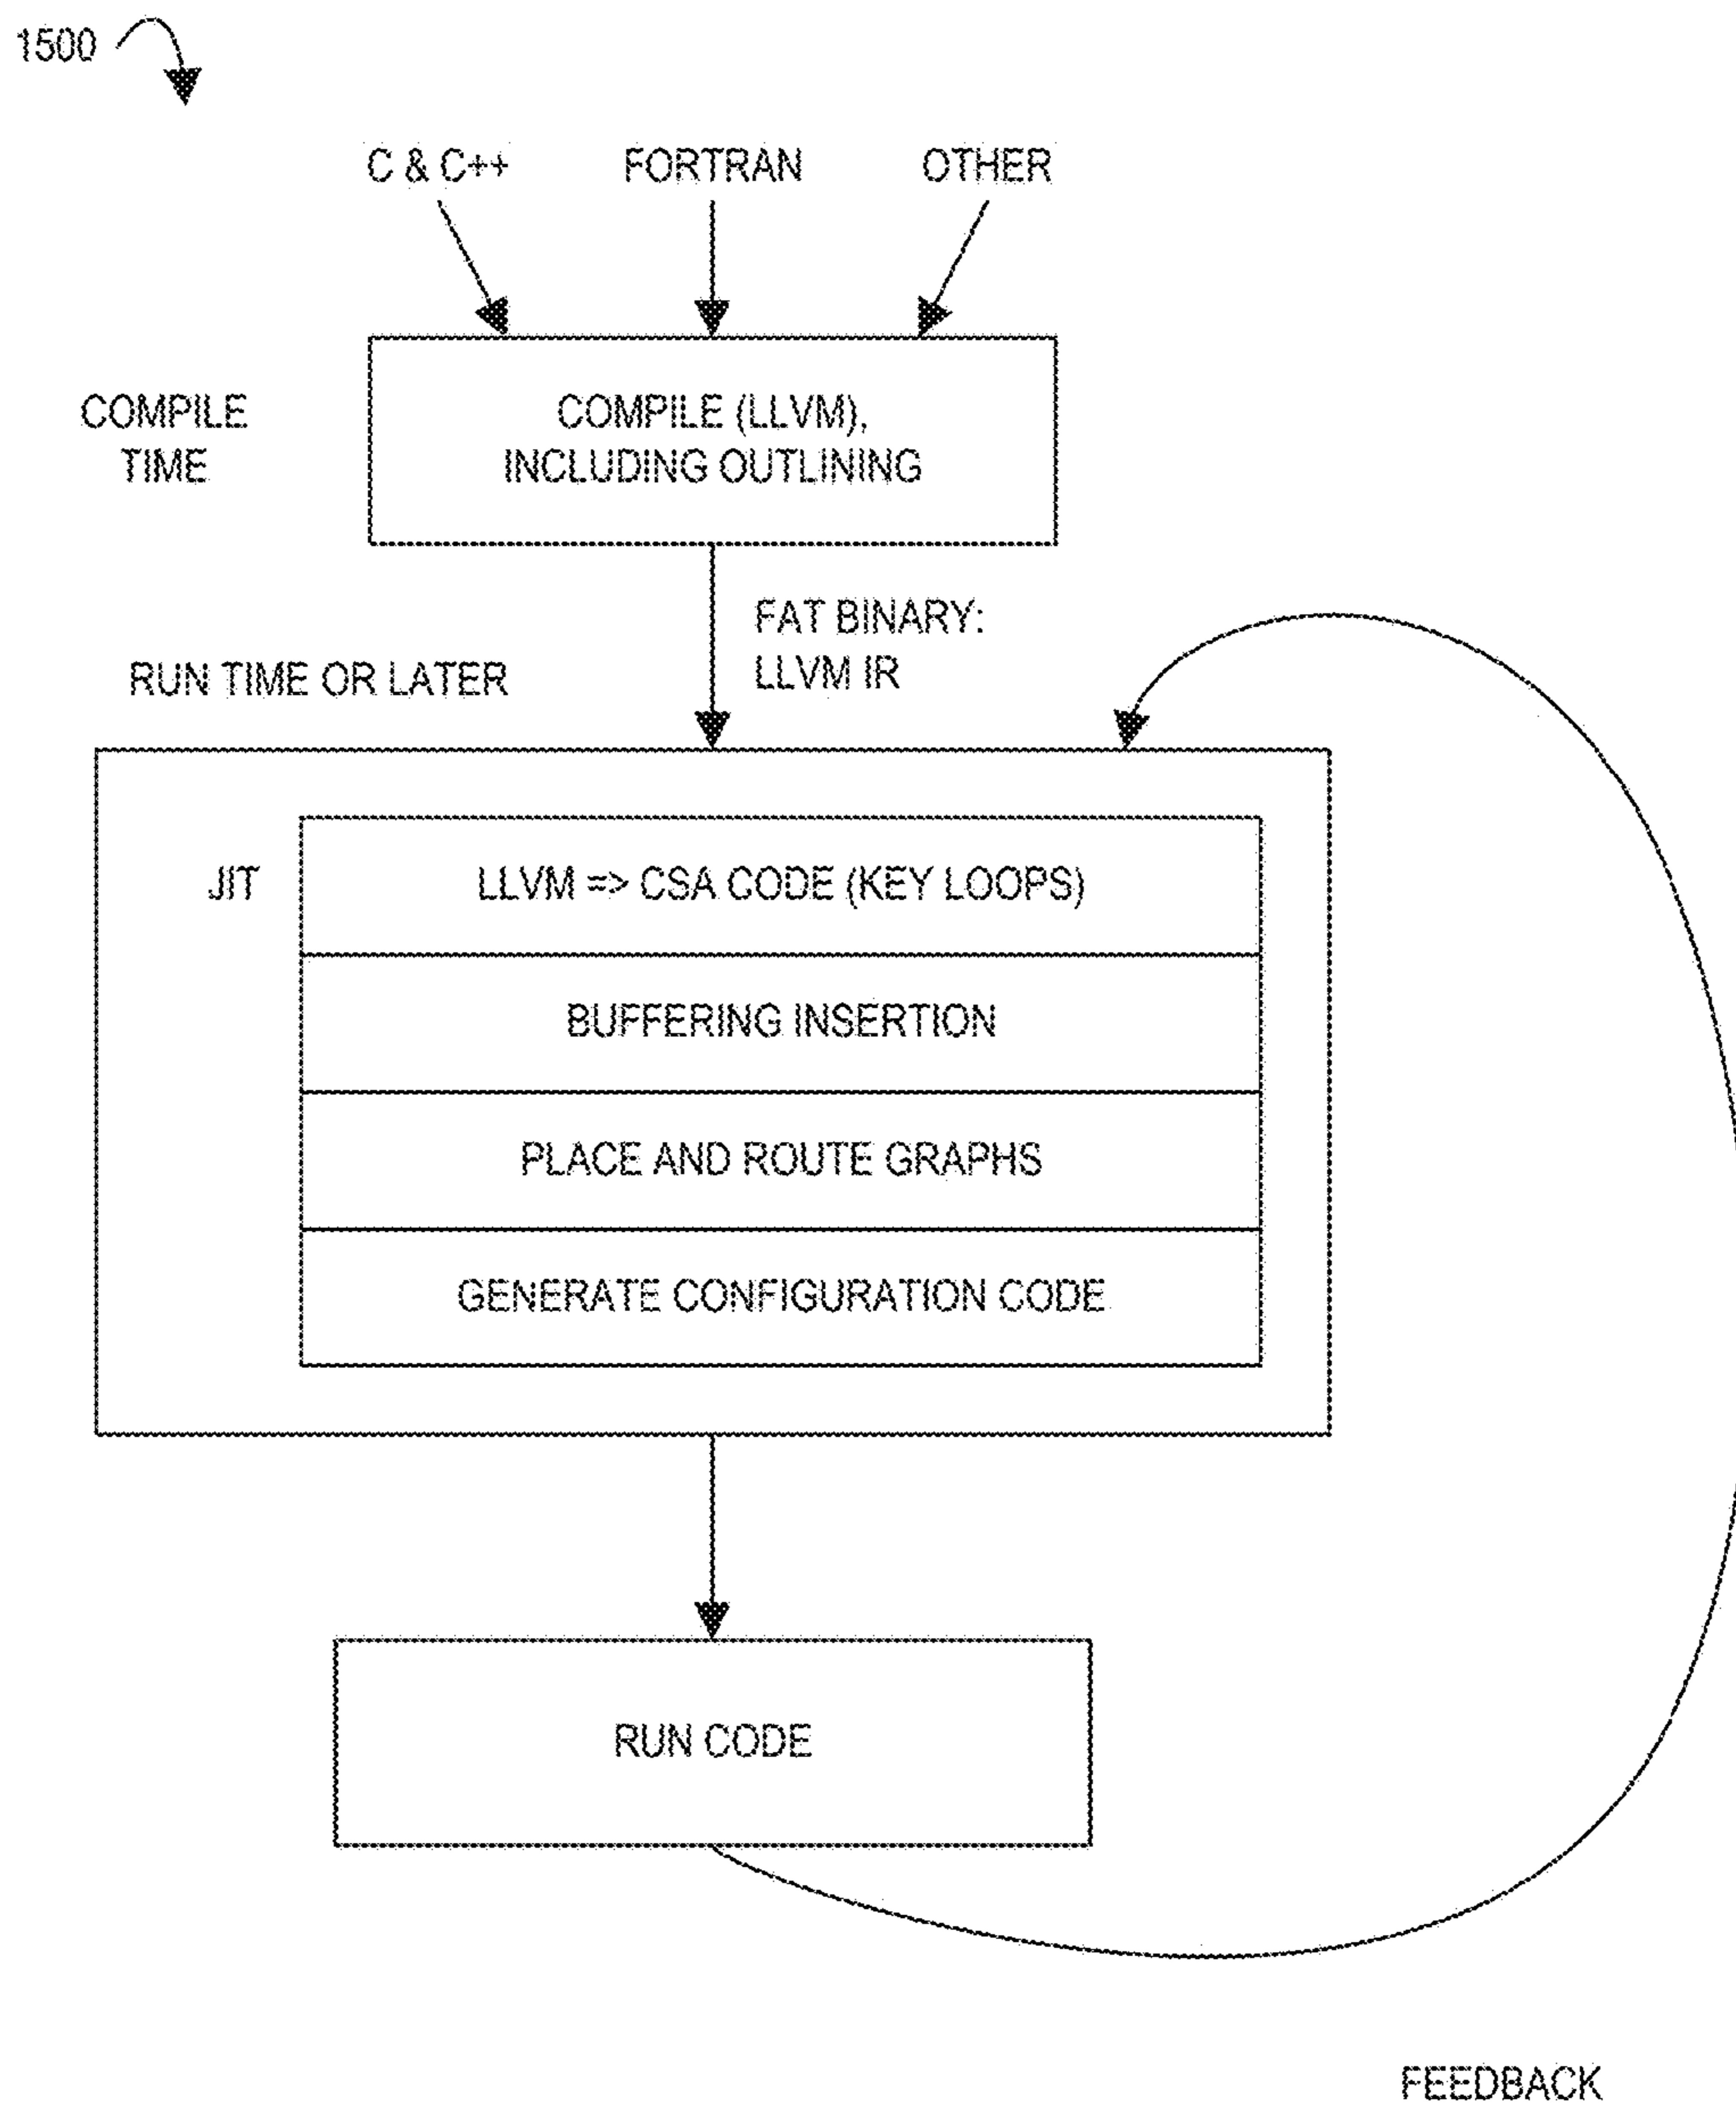 1500
C & C++
FORTRAN
OTHER
COMPILE
TIME
COMPILE (LLVM),
INCLUDING OUTLINING
FAT BINARY:
LLVM IR
RUN TIME OR LATER
JIT
LLVM => CSA CODE (KEY LOOPS)
BUFFERING INSERTION
PLACE AND ROUTE GRAPHS
GENERATE CONFIGURATION CODE
RUN CODE
FEEDBACK